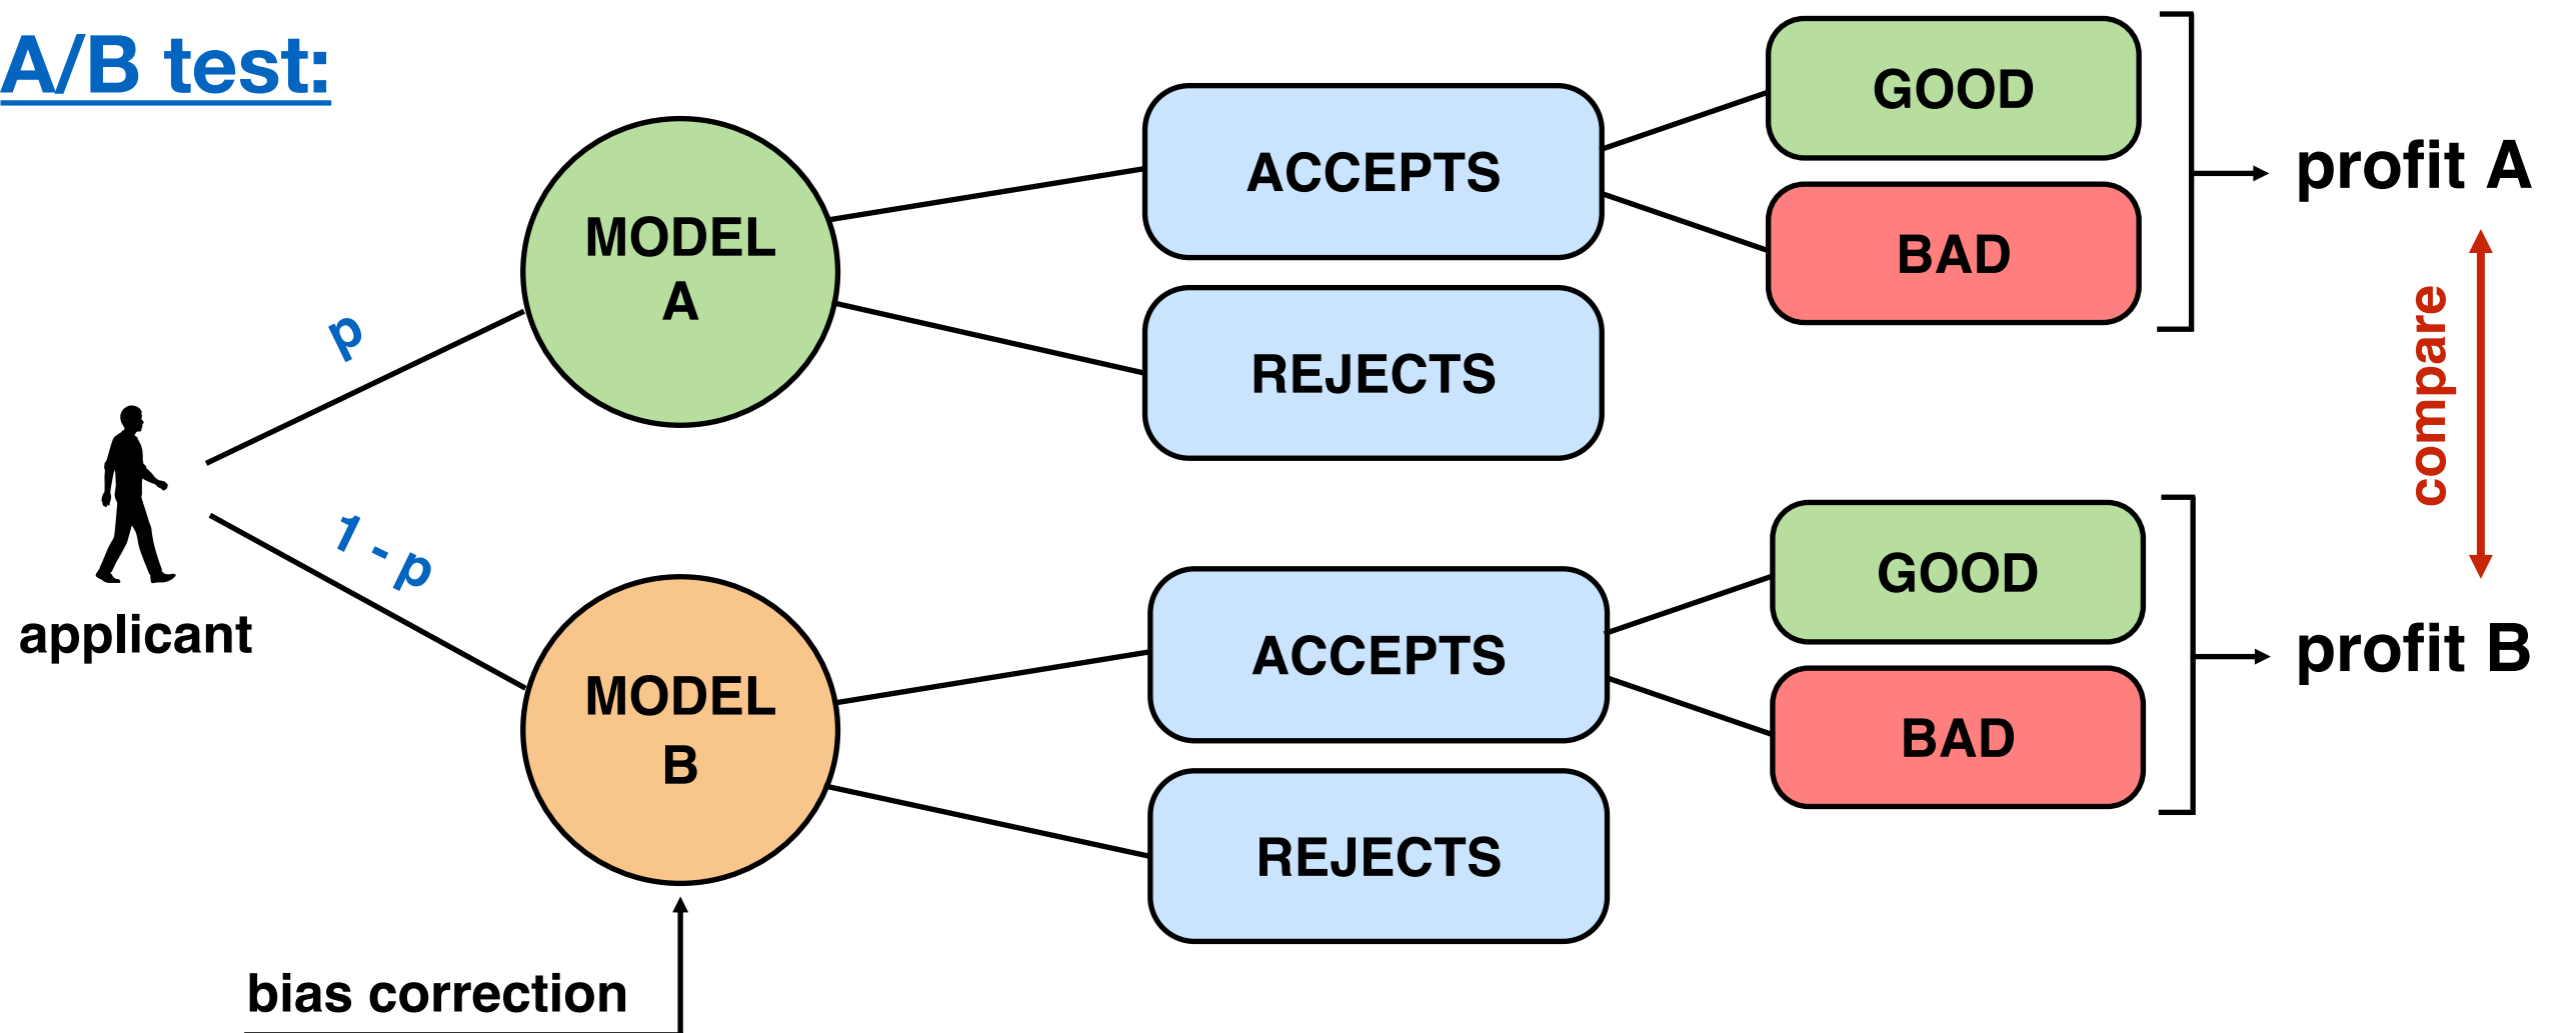 A/B test:
p
1 - p
applicant
MODEL
A
MODEL
B
bias correction
ACCEPTS
REJECTS
GOOD
BAD
profit A
compare
ACCEPTS
REJECTS
GOOD
BAD
profit B